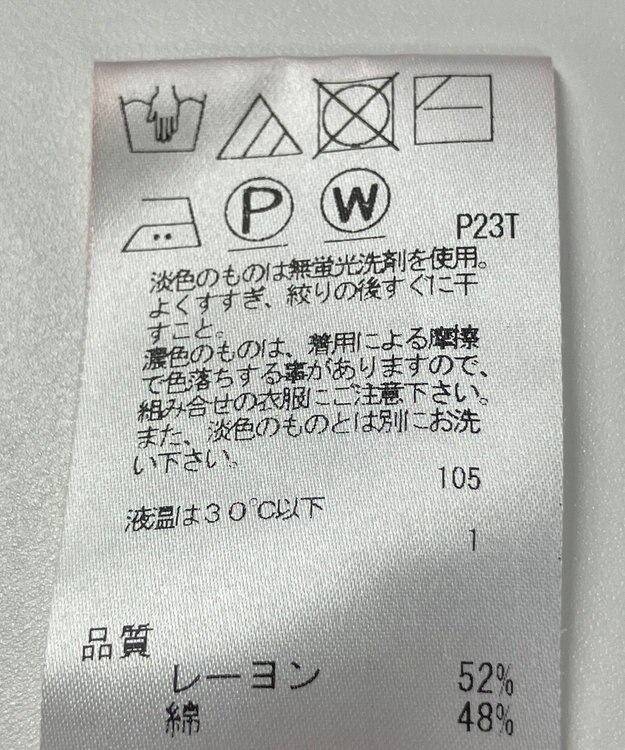 P W P23T
淡色のものは無蛍光洗剤を使用。
よくすすぎ、絞りの後すぐに干
すこと。
濃色のものは、着用による摩擦
で色落ちする事がありますので、
組み合せの衣服にご注意下さい。
また、淡色のものとは別にお洗
い下さい。
105
液温は30℃以下
1
品質
レーヨン 52%
綿 48%